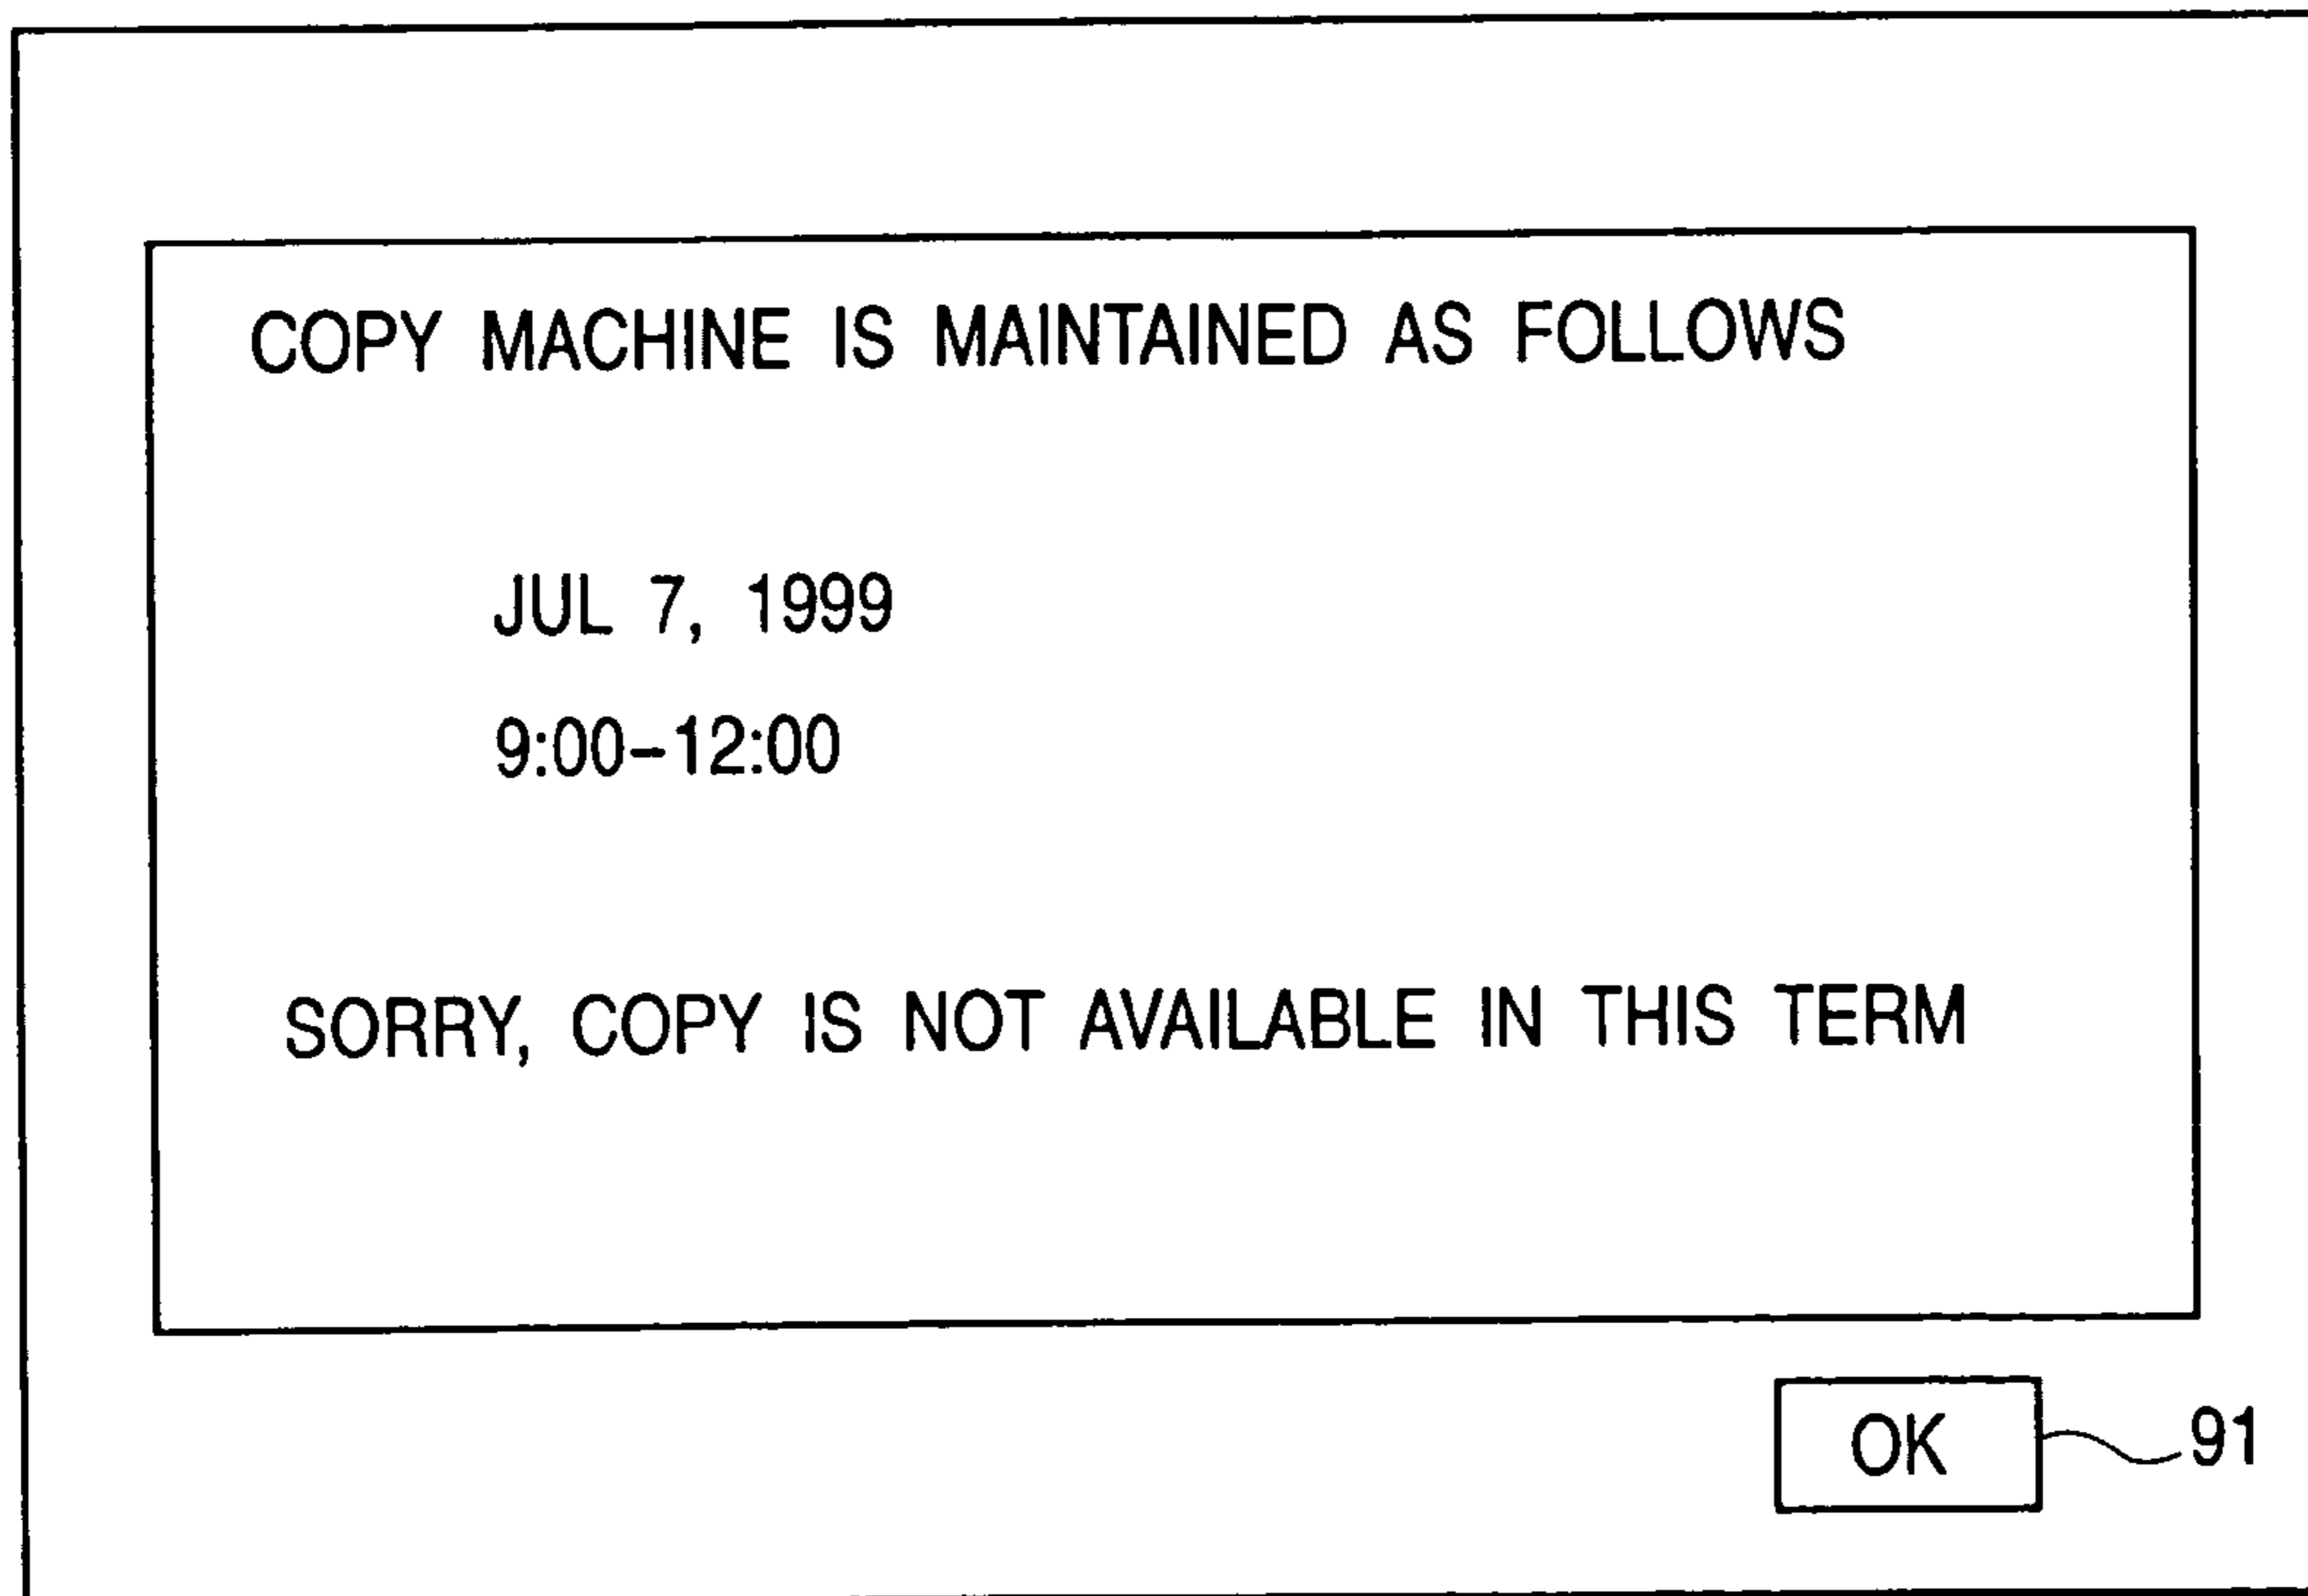 COPY MACHINE IS MAINTAINED AS FOLLOWS
JUL 7, 1999
9:00-12:00
SORRY, COPY IS NOT AVAILABLE IN THIS TERM
OK 91